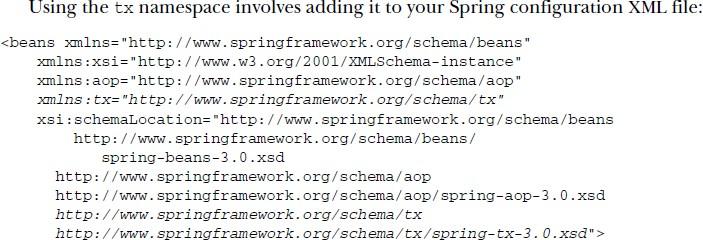 Using the tx namespace involves adding it to your Spring configuration XML file:
<beans xmlns="http://www.springframework.org/schema/beans"
xmlns:xsi="http://www.w3.org/2001/XMLSchema-instance"
xmlns:aop="http://www.springframework.org/schema/aop"
xmlns:tx="http://www.springframework.org/schema/tx"
xsi:schemaLocation="http://www.springframework.org/schema/beans
http://www.springframework.org/schema/beans/
spring-beans-3.0.xsd
http://www.springframework.org/schema/aop
http://www.springframework.org/schema/aop/spring-aop-3.0.xsd
http://www.springframework.org/schema/tx
http://www.springframework.org/schema/tx/spring-tx-3.0.xsd">